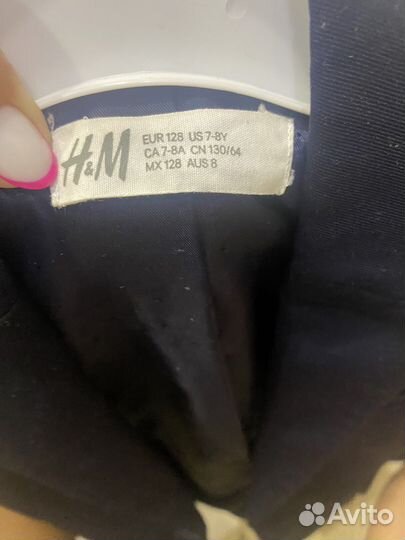 H&M
EUR 128 US 7-8Y
CA 7-8A CN 130/64
MX 128 AUS 8
Avito